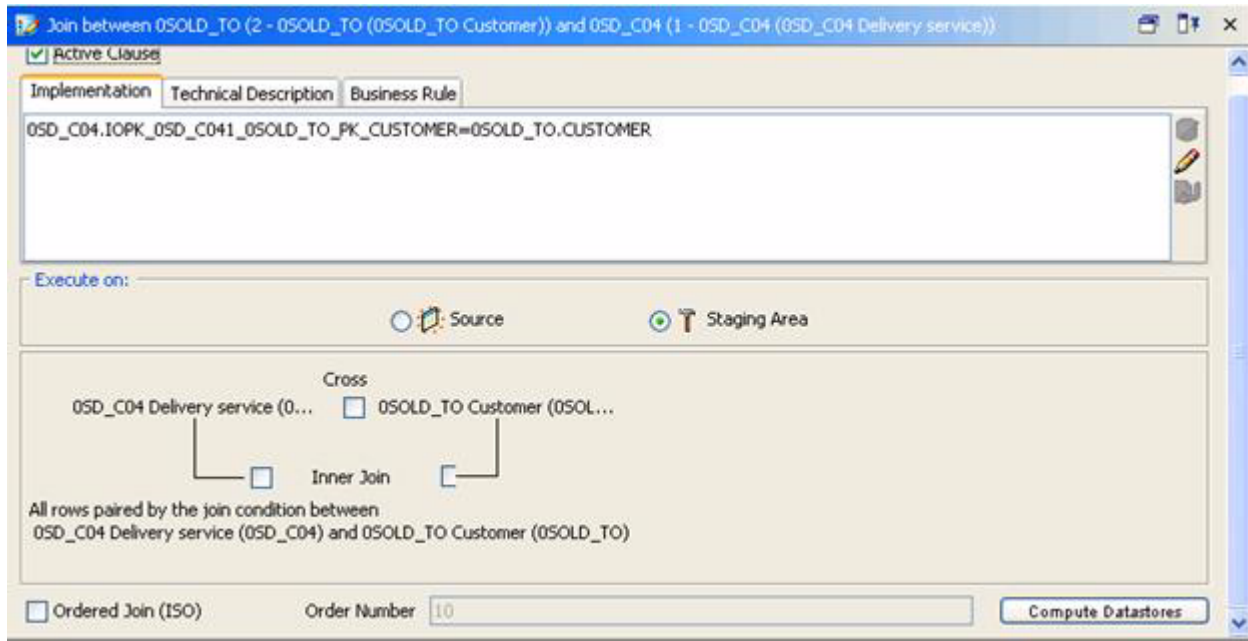 Join between 0SOLD_TO (2 - 0SOLD_TO (0SOLD_TO Customer)) and 0SD_C04 (1 - 0SD_C04 (0SD_C04 Delivery service))
Active Clause
Implementation Technical Description Business Rule
0SD_C04.IOPK_0SD_C041_0SOLD_TO_PK_CUSTOMER=0SOLD_TO.CUSTOMER
Execute on:
Source Staging Area
Cross
0SD_C04 Delivery service (0... 0SOLD_TO Customer (0SOL...
Inner Join
All rows paired by the join condition between
0SD_C04 Delivery service (0SD_C04) and 0SOLD_TO Customer (0SOLD_TO)
Ordered Join (ISO) Order Number 10 Compute Datastores